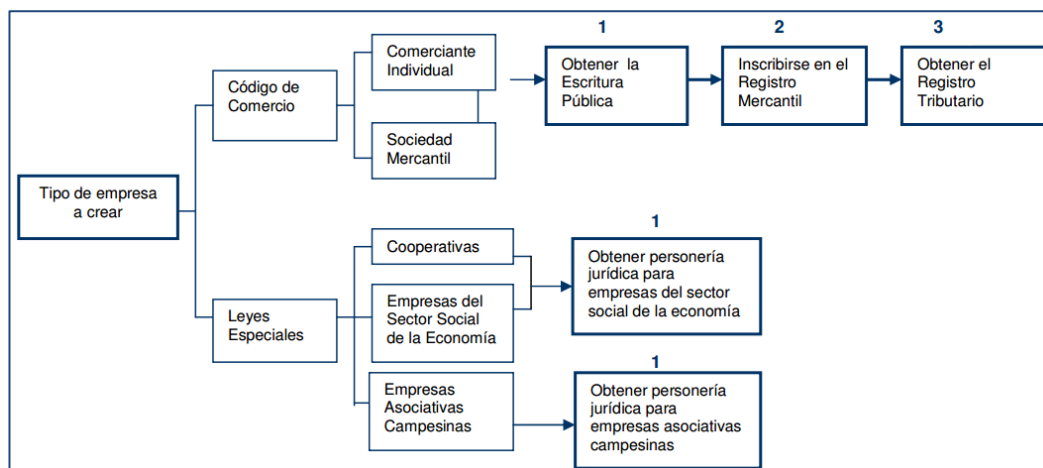 1
2
3
Comerciante
Individual
Obtener la
Escritura
Pública
Inscribirse en el
Registro
Mercantil
Obtener el
Registro
Tributario
Código de
Comercio
Sociedad
Mercantil
Tipo de empresa
a crear
1
Cooperativas
Obtener personería
jurídica para
empresas del sector
social de la economía
Leyes
Especiales
Empresas del
Sector Social
de la Economía
1
Empresas
Asociativas
Campesinas
Obtener personería
jurídica para
empresas asociativas
campesinas